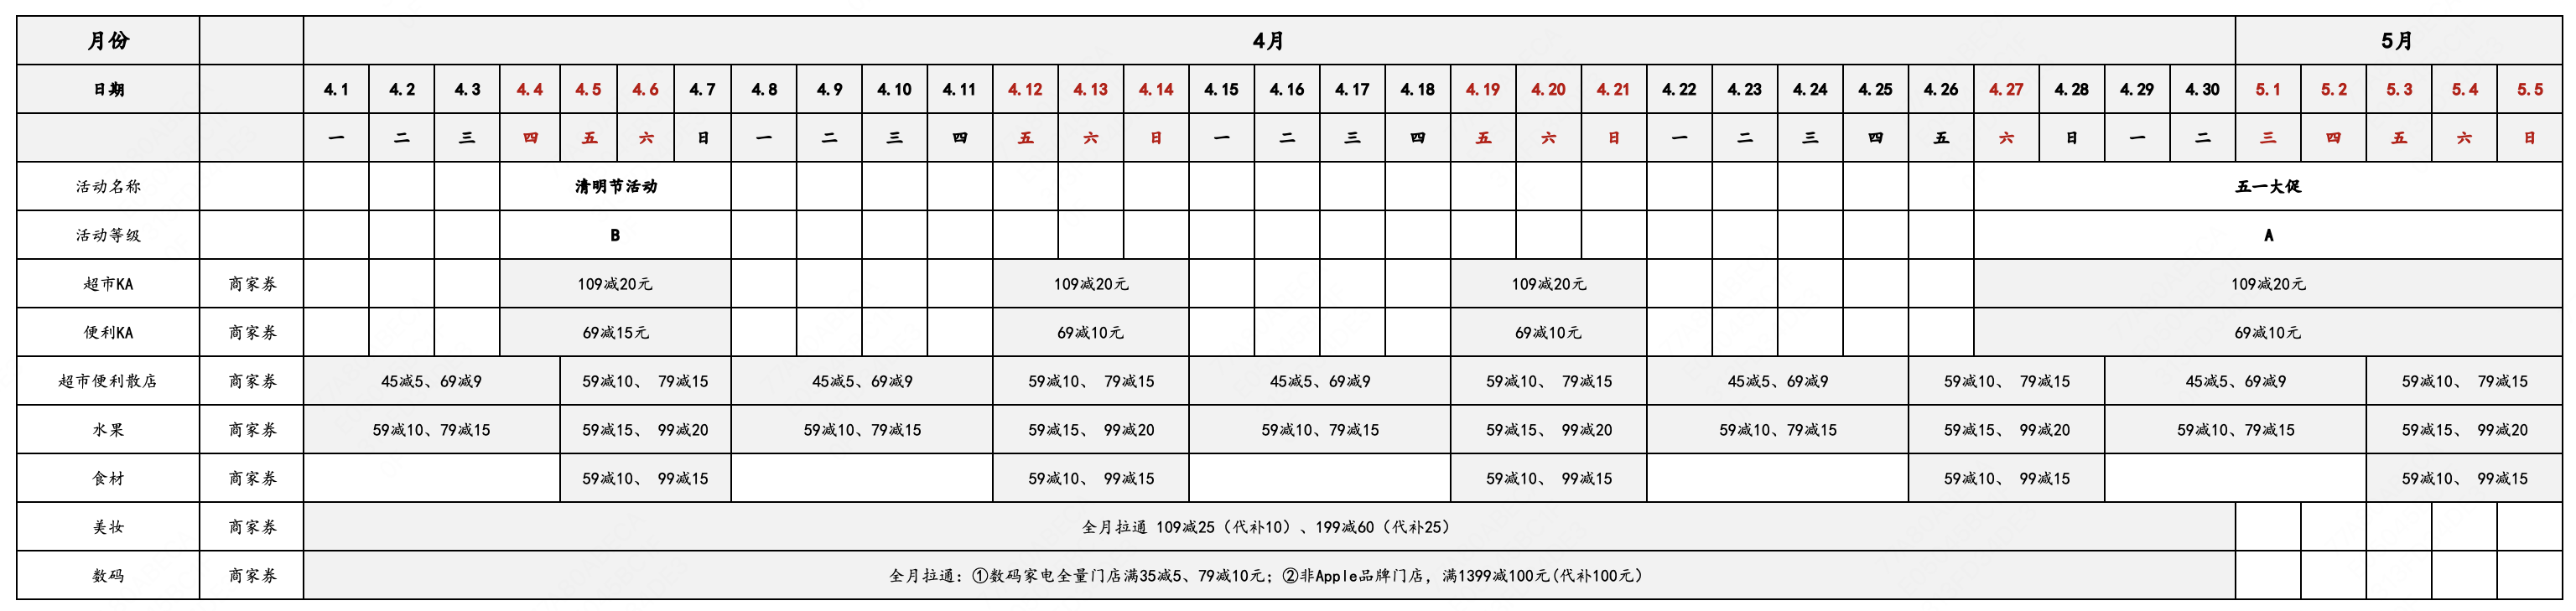 月份 4月 5月
日期 4.1 4.2 4.3 4.4 4.5 4.6 4.7 4.8 4.9 4.10 4.11 4.12 4.13 4.14 4.15 4.16 4.17 4.18 4.19 4.20 4.21 4.22 4.23 4.24 4.25 4.26 4.27 4.28 4.29 4.30 5.1 5.2 5.3 5.4 5.5
一 二 三 四 五 六 日 一 二 三 四 五 六 日 一 二 三 四 五 六 日 一 二 三 四 五 六 日 一 二 三 四 五 六 日
活动名称 清明节活动 五一大促
活动等级 B A
超市KA 商家券 109减20元 109减20元 109减20元 109减20元
便利KA 商家券 69减15元 69减10元 69减10元 69减10元
超市便利散店 商家券 45减5、69减9 59减10、 79减15 45减5、69减9 59减10、 79减15 45减5、69减9 59减10、 79减15 45减5、69减9 59减10、 79减15 45减5、69减9 59减10、 79减15
水果 商家券 59减10、79减15 59减15、 99减20 59减10、79减15 59减15、 99减20 59减10、79减15 59减15、 99减20 59减10、79减15 59减15、 99减20 59减10、79减15 59减15、 99减20
食材 商家券 59减10、 99减15 59减10、 99减15 59减10、 99减15 59减10、 99减15 59减10、 99减15
美妆 商家券 全月拉通 109减25（代补10）、199减60（代补25）
数码 商家券 全月拉通：①数码家电全量门店满35减5、79减10元；②非Apple品牌门店，满1399减100元(代补100元）